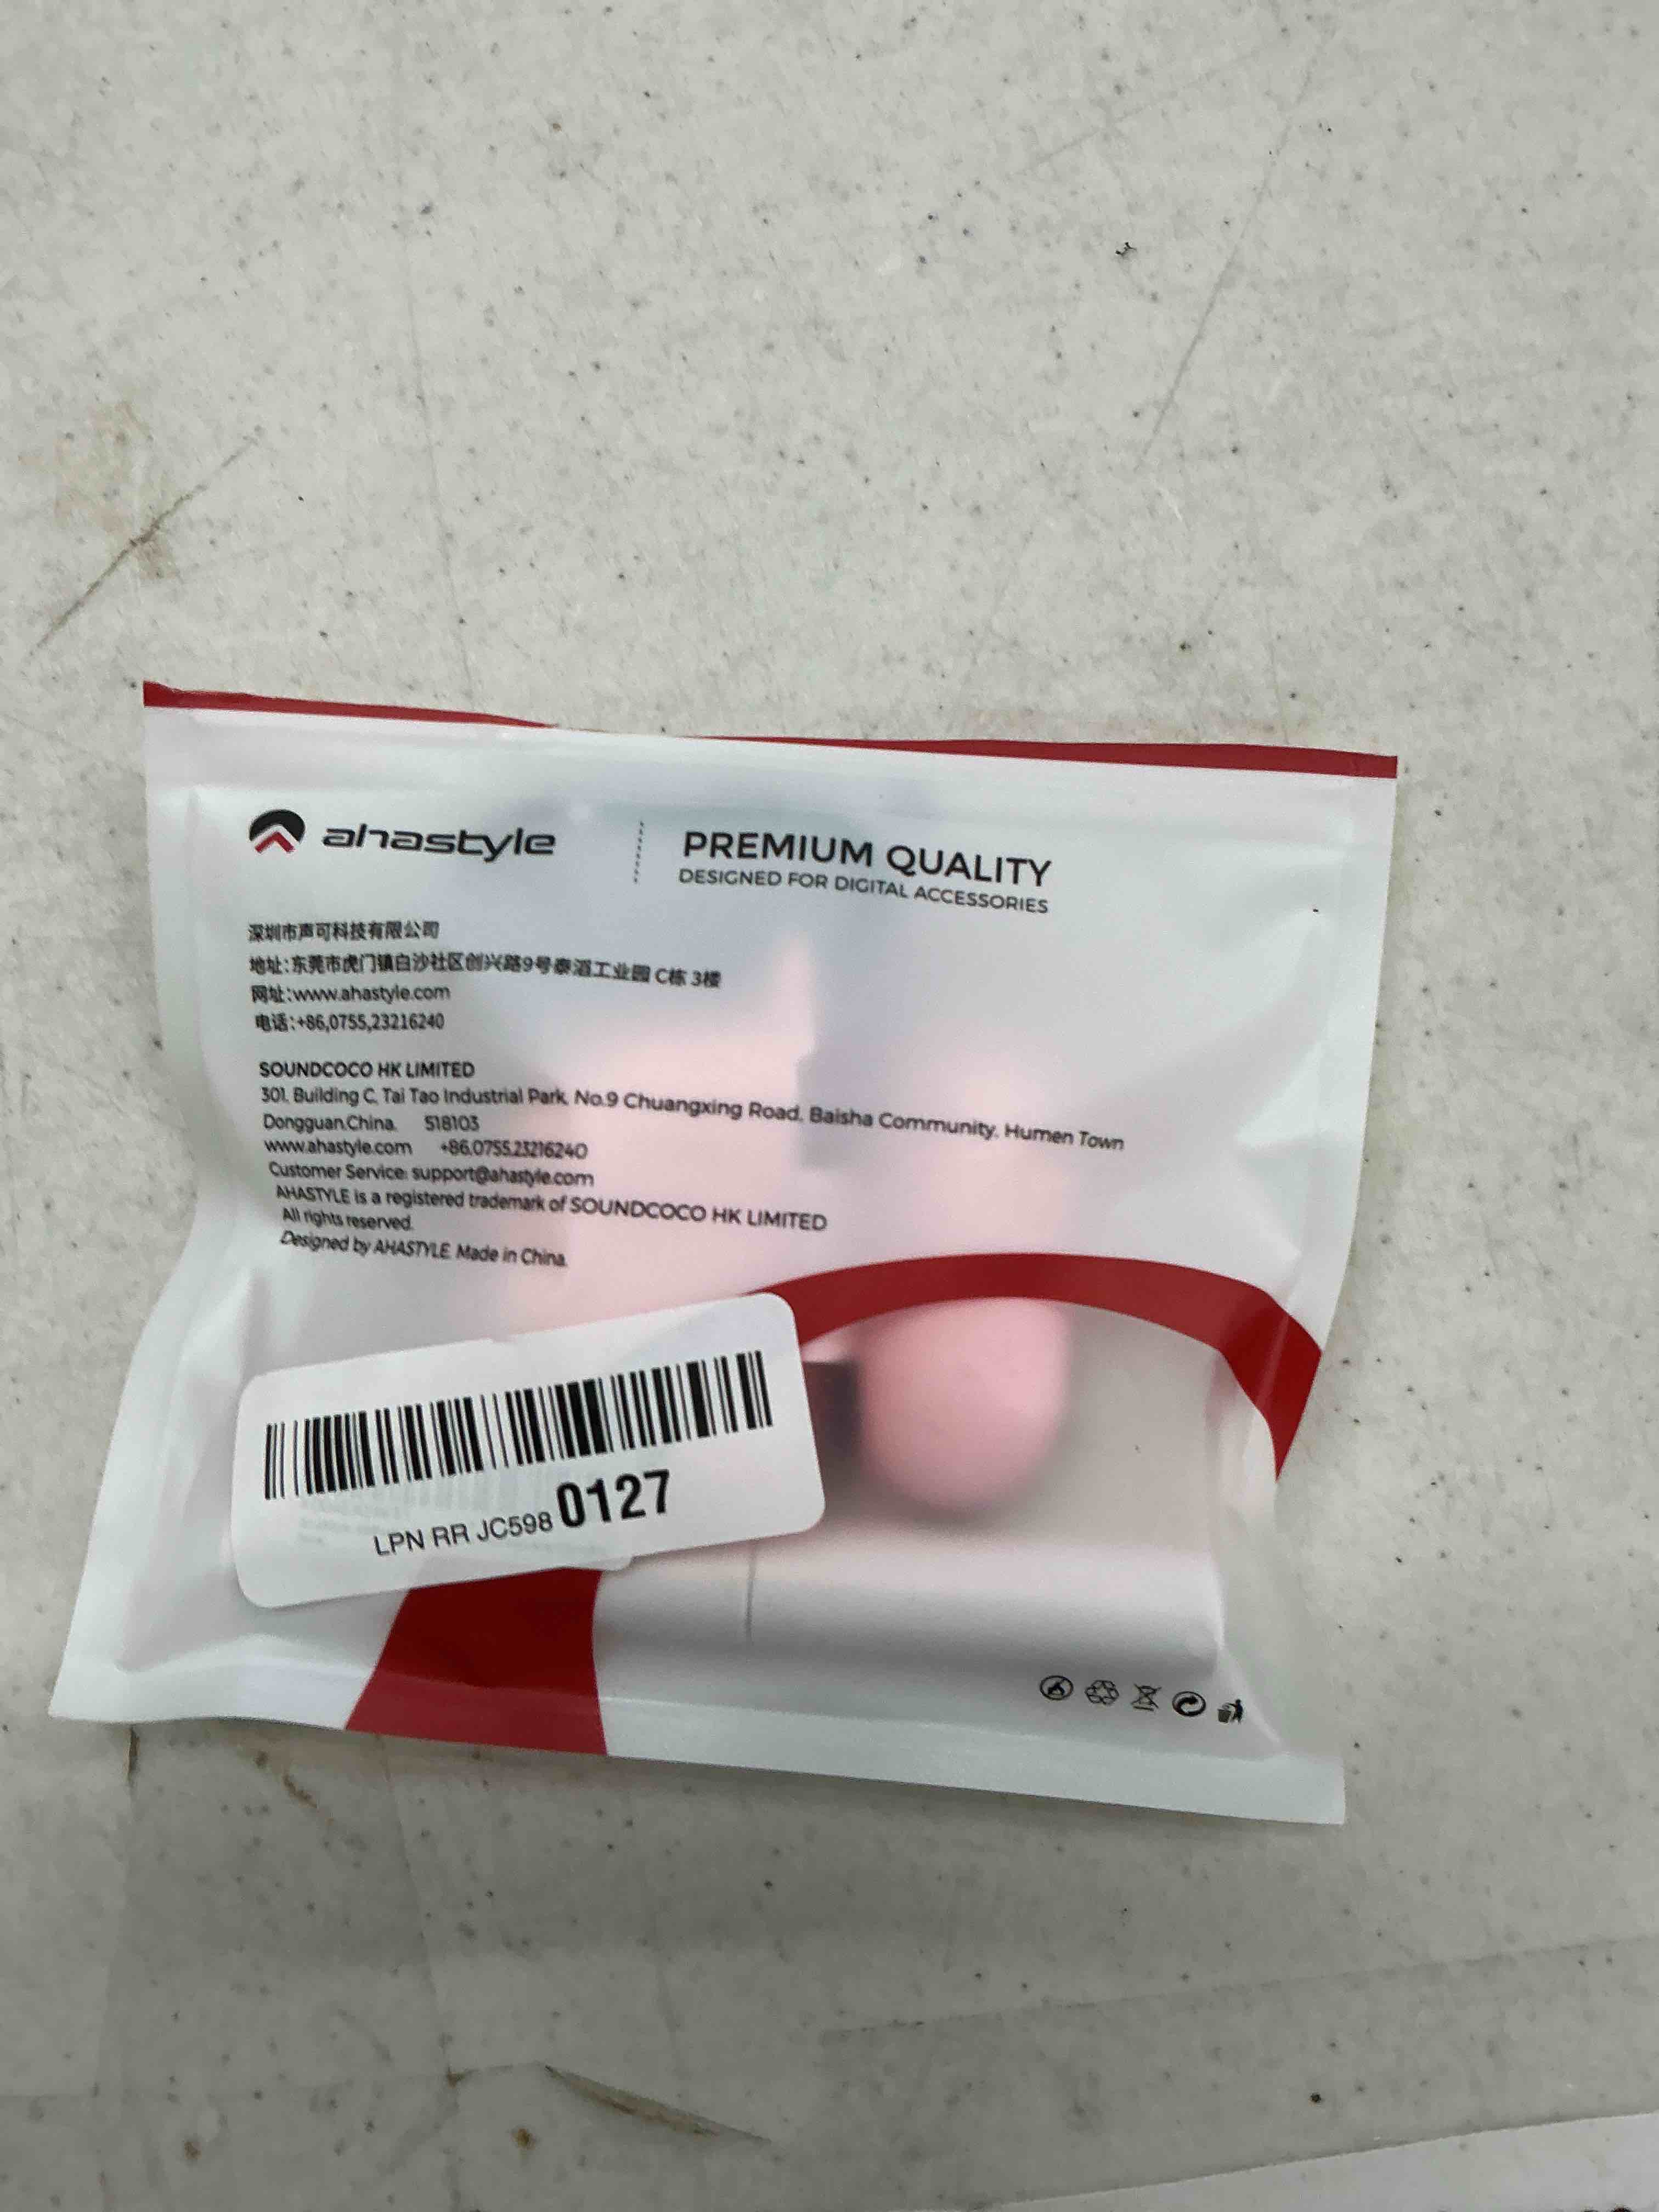 ahastyle
PREMIUM QUALITY
DESIGNED FOR DIGITAL ACCESSORIES
深圳市声可科技有限公司
地址:东莞市虎门镇白沙社区创兴路9号泰滔工业园 C栋 3楼
网址:www.ahastyle.com
电话:+86,0755,23216240
SOUNDCOCO HK LIMITED
301, Building C, Tai Tao Industrial Park, No.9 Chuangxing Road, Baisha Community, Humen Town
Dongguan.China. 518103
www.ahastyle.com +86.0755.23216240
Customer Service: support@ahastyle.com
AHASTYLE is a registered trademark of SOUNDCOCO HK LIMITED
All rights reserved.
Designed by AHASTYLE. Made in China.
LPN RR JC598 0127